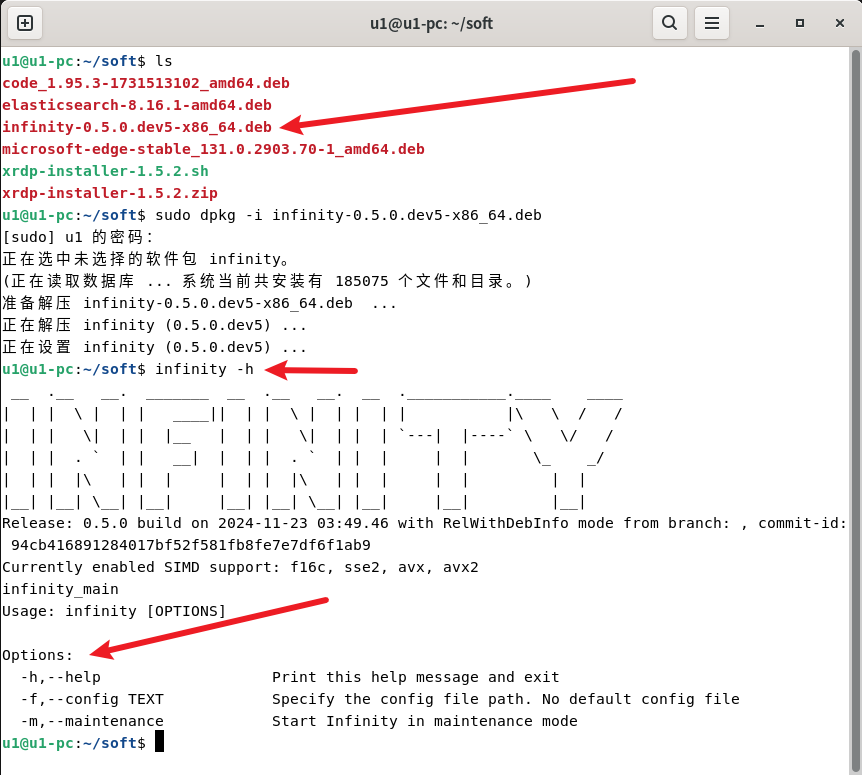 u1@u1-pc: ~/soft
u1@u1-pc:~/soft$ ls
code_1.95.3-1731513102_amd64.deb
elasticsearch-8.16.1-amd64.deb
infinity-0.5.0.dev5-x86_64.deb
microsoft-edge-stable_131.0.2903.70-1_amd64.deb
xrdp-installer-1.5.2.sh
xrdp-installer-1.5.2.zip
u1@u1-pc:~/soft$ sudo dpkg -i infinity-0.5.0.dev5-x86_64.deb
[sudo] u1 的密码：
正在选中未选择的软件包 infinity。
(正在读取数据库 ... 系统当前共安装有 185075 个文件和目录。)
准备解压 infinity-0.5.0.dev5-x86_64.deb  ...
正在解压 infinity (0.5.0.dev5) ...
正在设置 infinity (0.5.0.dev5) ...
u1@u1-pc:~/soft$ infinity -h
INFINITY
Release: 0.5.0 build on 2024-11-23 03:49.46 with RelWithDebInfo mode from branch: , commit-id:
94cb416891284017bf52f581fb8fe7e7df6f1ab9
Currently enabled SIMD support: f16c, sse2, avx, avx2
infinity_main
Usage: infinity [OPTIONS]
Options:
-h,--help                   Print this help message and exit
-f,--config TEXT            Specify the config file path. No default config file
-m,--maintenance            Start Infinity in maintenance mode
u1@u1-pc:~/soft$